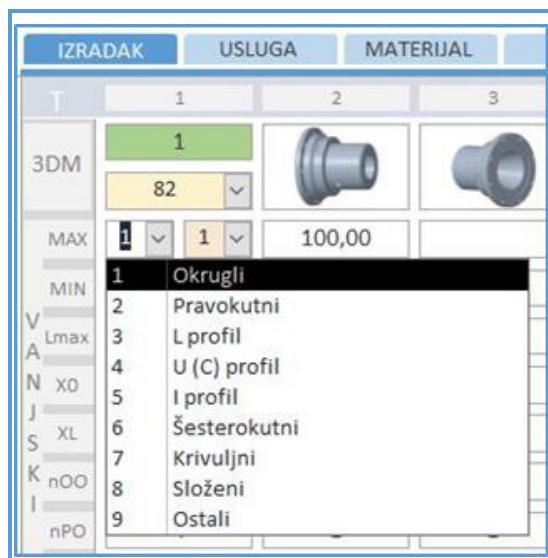 IZRADAK USLUGA MATERIJAL
T 1 2 3
3DM 1
82
MAX 1 1 100,00
MIN
Lmax
X0
XL
nOO
nPO
VANJSKI
1 Okrugli
2 Pravokutni
3 L profil
4 U (C) profil
5 I profil
6 Šesterokutni
7 Krivuljni
8 Složeni
9 Ostali